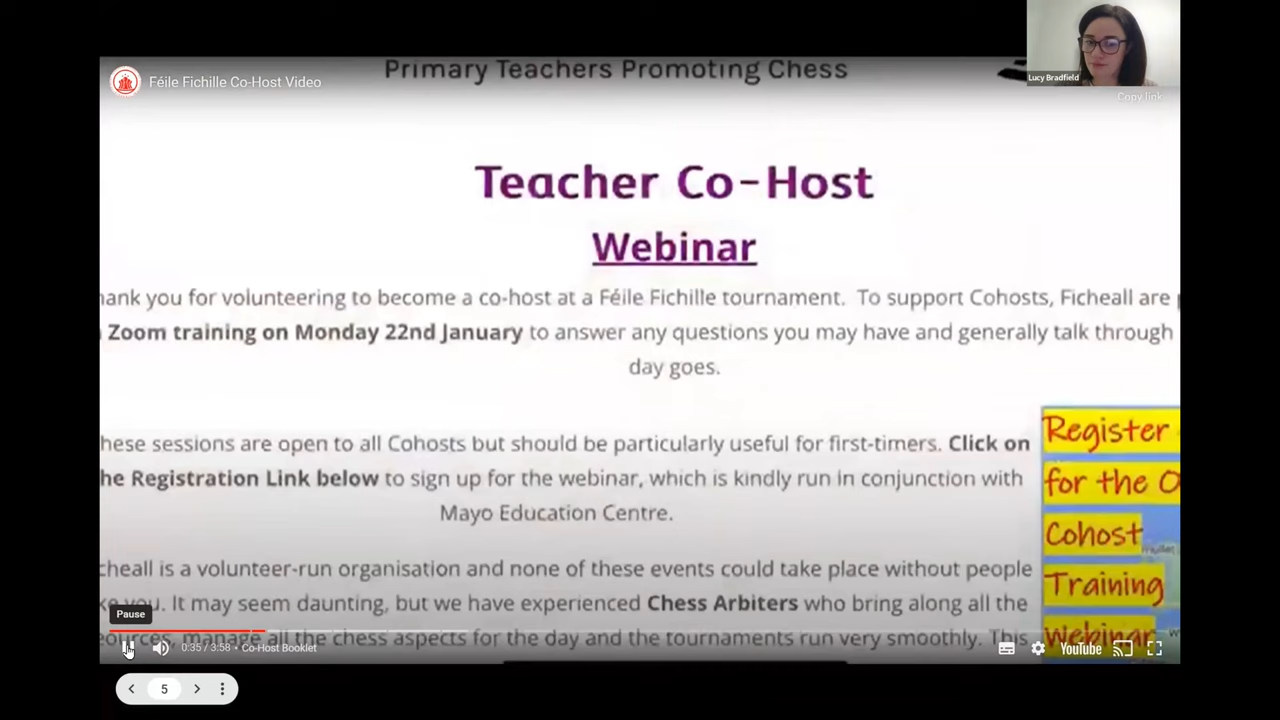 Primary Teachers Promoting Chess
Féile Fichille Co-Host Video
Lucy Bradfield
Copy link
Teacher Co-Host
Webinar
hank you for volunteering to become a co-host at a Féile Fichille tournament. To support Cohosts, Ficheall are
Zoom training on Monday 22nd January to answer any questions you may have and generally talk through
day goes.
hese sessions are open to all Cohosts but should be particularly useful for first-timers. Click on
he Registration Link below to sign up for the webinar, which is kindly run in conjunction with
Mayo Education Centre.
Register
for the O
Cohost
Training
Webinar
cheall is a volunteer-run organisation and none of these events could take place without people
you. It may seem daunting, but we have experienced Chess Arbiters who bring along all the
manage all the chess aspects for the day and the tournaments run very smoothly. This
Pause
0:35 / 3:58 • Co-Host Booklet
YouTube
5